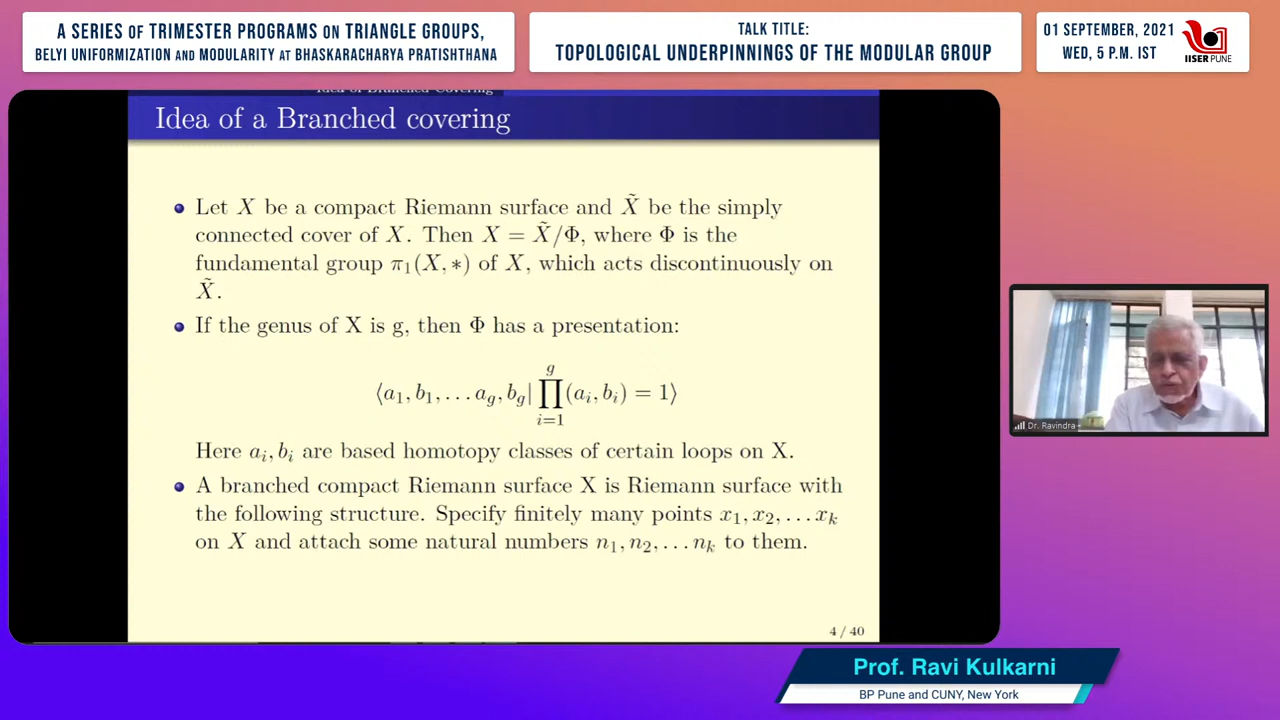 A SERIES OF TRIMESTER PROGRAMS ON TRIANGLE GROUPS,
BELYI UNIFORMIZATION AND MODULARITY AT BHASKARACHARYA PRATISHTHANA
TALK TITLE:
TOPOLOGICAL UNDERPINNINGS OF THE MODULAR GROUP
01 SEPTEMBER, 2021
WED, 5 P.M. IST
IISER PUNE
Idea of Branched Covering
Idea of a Branched covering
Let X be a compact Riemann surface and X̃ be the simply
connected cover of X. Then X = X̃/Φ, where Φ is the
fundamental group π₁(X, ∗) of X, which acts discontinuously on
X̃.
If the genus of X is g, then Φ has a presentation:
⟨a₁, b₁, … a_g, b_g| ∏_{i=1}^{g} (a_i, b_i) = 1⟩
Here a_i, b_i are based homotopy classes of certain loops on X.
A branched compact Riemann surface X is Riemann surface with
the following structure. Specify finitely many points x₁, x₂, … x_k
on X and attach some natural numbers n₁, n₂, … n_k to them.
4 / 40
Dr. Ravindra
Prof. Ravi Kulkarni
BP Pune and CUNY, New York